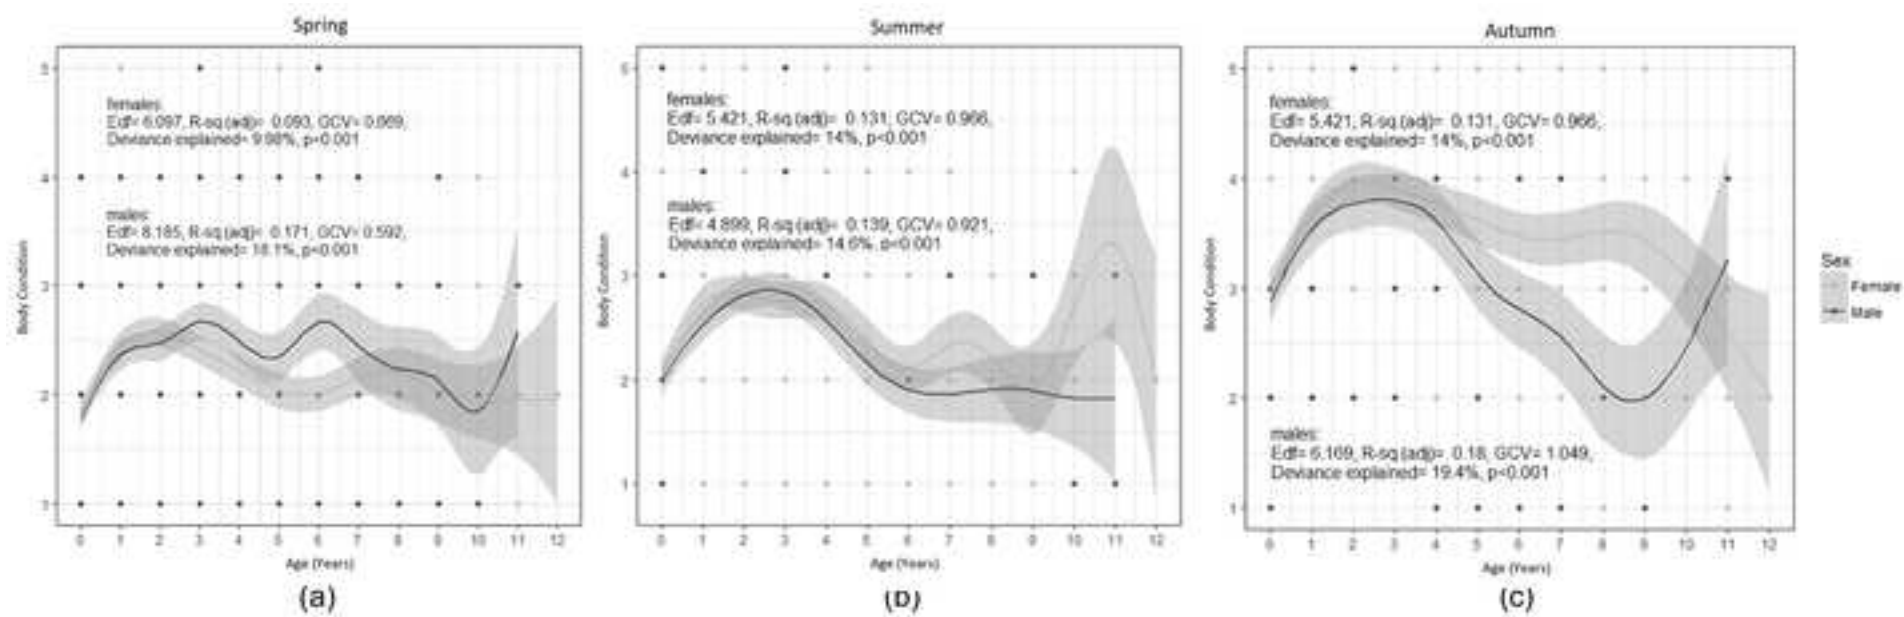 Spring
5
4
3
2
1
females:
Edf= 6.097, R-sq.(adj)= 0.093, GCV= 0.669,
Deviance explained= 9.98%, p<0.001
males:
Edf= 8.185, R-sq.(adj)= 0.171, GCV= 0.592,
Deviance explained= 18.1%, p<0.001
Body Condition
0 1 2 3 4 5 6 7 8 9 10 11 12
Age (Years)
(a)
Summer
5
4
3
2
1
females:
Edf= 5.421, R-sq.(adj)= 0.131, GCV= 0.966,
Deviance explained= 14%, p<0.001
males:
Edf= 4.899, R-sq.(adj)= 0.139, GCV= 0.921,
Deviance explained= 14.6%, p<0.001
Body Condition
0 1 2 3 4 5 6 7 8 9 10 11 12
Age (Years)
(b)
Autumn
5
4
3
2
1
females:
Edf= 5.421, R-sq.(adj)= 0.131, GCV= 0.966,
Deviance explained= 14%, p<0.001
males:
Edf= 6.169, R-sq.(adj)= 0.18, GCV= 1.049,
Deviance explained= 19.4%, p<0.001
Body Condition
0 1 2 3 4 5 6 7 8 9 10 11 12
Age (Years)
(c)
Sex
Female
Male